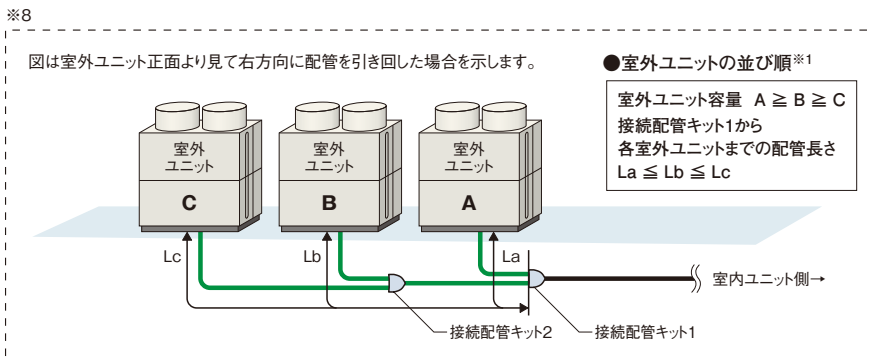 ※8
図は室外ユニット正面より見て右方向に配管を引き回した場合を示します。
●室外ユニットの並び順※1
室外ユニット容量 A ≧ B ≧ C
接続配管キット1から
各室外ユニットまでの配管長さ
La ≦ Lb ≦ Lc
室外
ユニット
C
室外
ユニット
B
室外
ユニット
A
Lc
Lb
La
室内ユニット側→
接続配管キット2
接続配管キット1